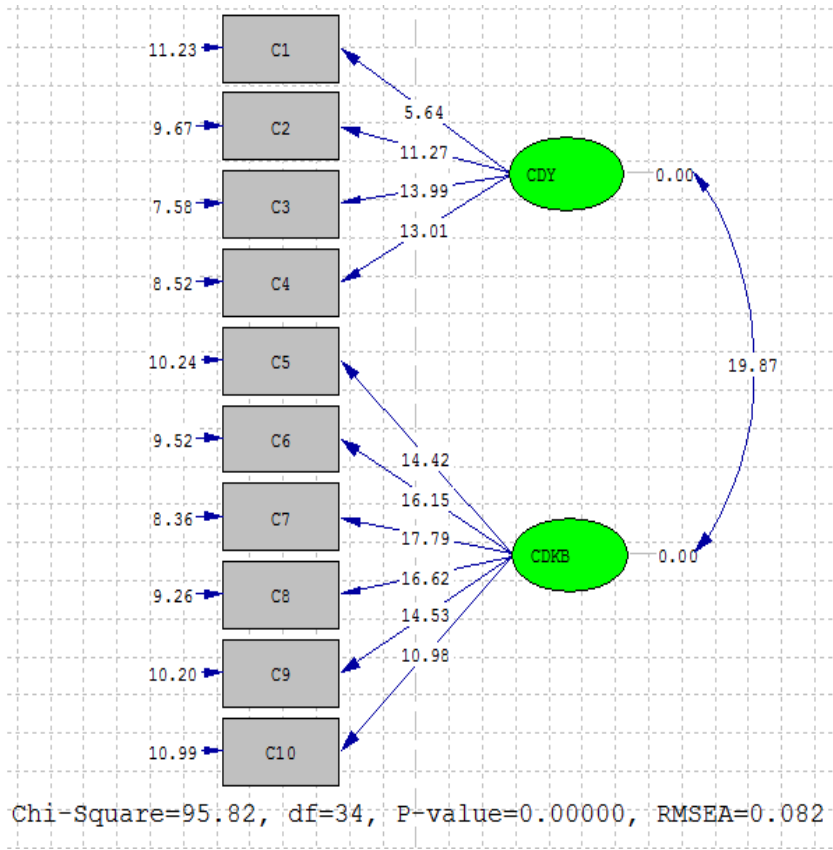 11.23 C1
5.64
9.67 C2
11.27
CDY 0.00
7.58 C3
13.99
13.01
8.52 C4
10.24 C5
19.87
9.52 C6
14.42
16.15
8.36 C7
17.79
CDKB 0.00
16.62
9.26 C8
14.53
10.98
10.20 C9
10.99 C10
Chi-Square=95.82, df=34, P-value=0.00000, RMSEA=0.082